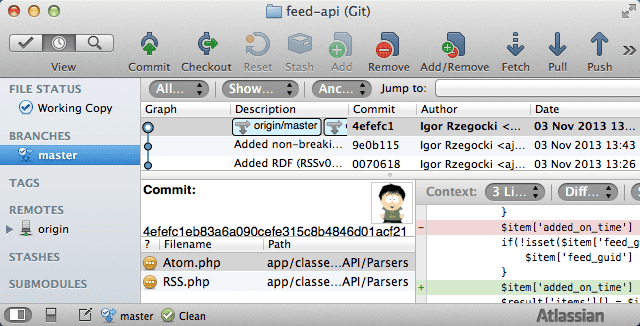 feed-api (Git)
View Commit Checkout Reset Stash Add Remove Add/Remove Fetch Pull Push
FILE STATUS
Working Copy
BRANCHES
master
TAGS
REMOTES
origin
STASHES
SUBMODULES
All... Show... Anc... Jump to:
Graph Description Commit Author Date
origin/master 4efefc1 Igor Rzegocki <... 03 Nov 2013 13:44
Added non-breaki... 9e0b115 Igor Rzegocki <aj... 03 Nov 2013 13:43
Added RDF (RSSv0... 0070618 Igor Rzegocki <aj... 03 Nov 2013 13:26
Commit:
4efefc1eb83a6a090cefe315c8b4846d01acf21
? Filename Path
Atom.php app/classe...API/Parsers
RSS.php app/classe...API/Parsers
Context: 3 Li... Diff...
}
- $item['added_on_time']
if(!isset($item['feed_g
$item['feed_guid']
}
+ $item['added_on_time']
$result['items'][] = $i
master Clean Atlassian